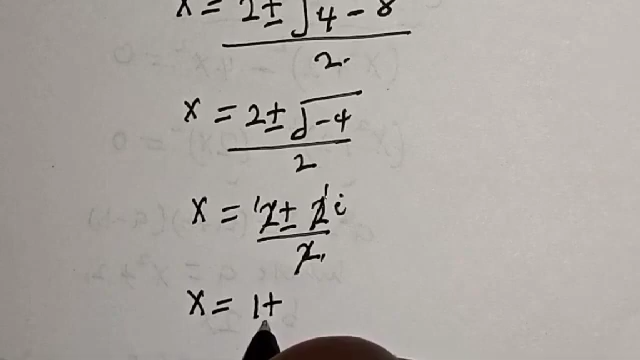 x = 2 ± √4 - 8
2
x = 2 ± √-4
2
x = 2 ± 2i
2
x = 1 +